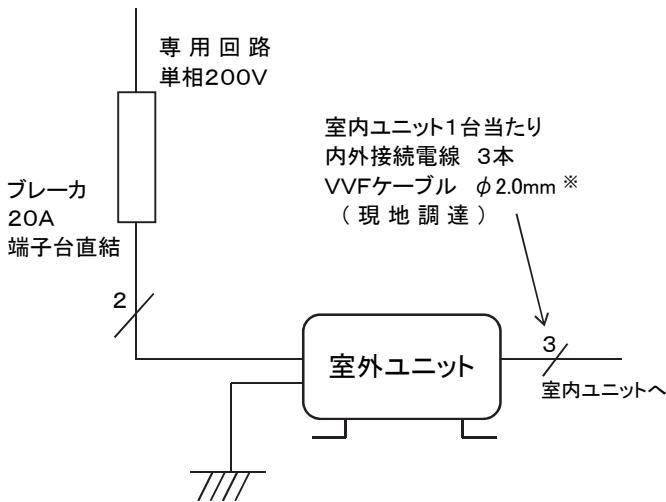 専用回路
単相200V
室内ユニット1台当たり
内外接続電線 3本
VVFケーブル φ2.0mm ※
(現地調達)
ブレーカ
20A
端子台直結
2
室外ユニット
3
室内ユニットへ